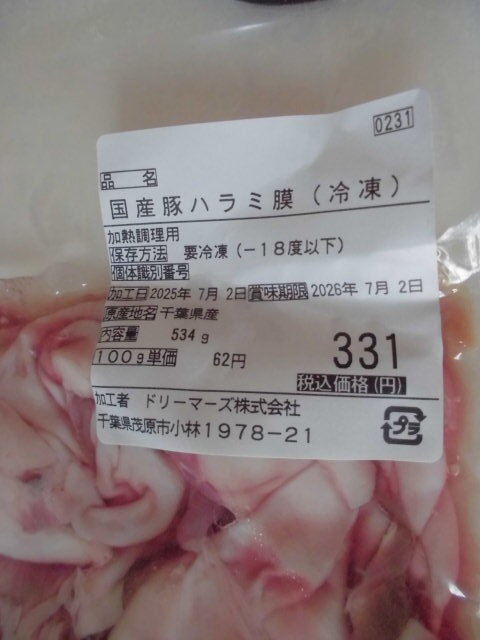 0231
品 名
国産豚ハラミ膜(冷凍)
加熱調理用
保存方法 要冷凍(-18度以下)
個体識別番号
加工日2025年 7月 2日 賞味期限2026年 7月 2日
原産地名 千葉県産
内容量 534g
100g単価 62円
331
税込価格(円)
加工者 ドリーマーズ株式会社
千葉県茂原市小林1978-21
プラ